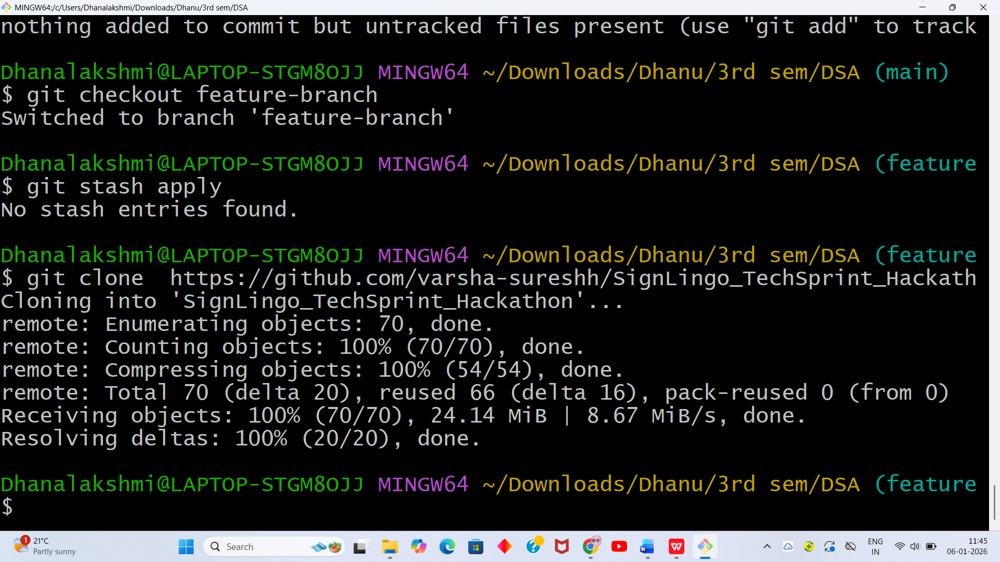 MINGW64:/c/Users/Dhanalakshmi/Downloads/Dhanu/3rd sem/DSA
nothing added to commit but untracked files present (use "git add" to track
Dhanalakshmi@LAPTOP-STGM8OJJ MINGW64 ~/Downloads/Dhanu/3rd sem/DSA (main)
$ git checkout feature-branch
Switched to branch 'feature-branch'
Dhanalakshmi@LAPTOP-STGM8OJJ MINGW64 ~/Downloads/Dhanu/3rd sem/DSA (feature
$ git stash apply
No stash entries found.
Dhanalakshmi@LAPTOP-STGM8OJJ MINGW64 ~/Downloads/Dhanu/3rd sem/DSA (feature
$ git clone  https://github.com/varsha-sureshh/SignLingo_TechSprint_Hackath
Cloning into 'SignLingo_TechSprint_Hackathon'...
remote: Enumerating objects: 70, done.
remote: Counting objects: 100% (70/70), done.
remote: Compressing objects: 100% (54/54), done.
remote: Total 70 (delta 20), reused 66 (delta 16), pack-reused 0 (from 0)
Receiving objects: 100% (70/70), 24.14 MiB | 8.67 MiB/s, done.
Resolving deltas: 100% (20/20), done.
Dhanalakshmi@LAPTOP-STGM8OJJ MINGW64 ~/Downloads/Dhanu/3rd sem/DSA (feature
$
1
21°C
Partly sunny
Search
ENG
IN
11:45
06-01-2026